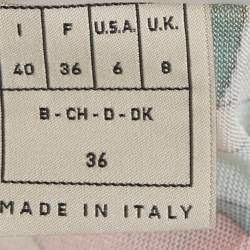 I F U.S.A. U.K.
40 36 6 8
B - CH - D - DK
36
MADE IN ITALY